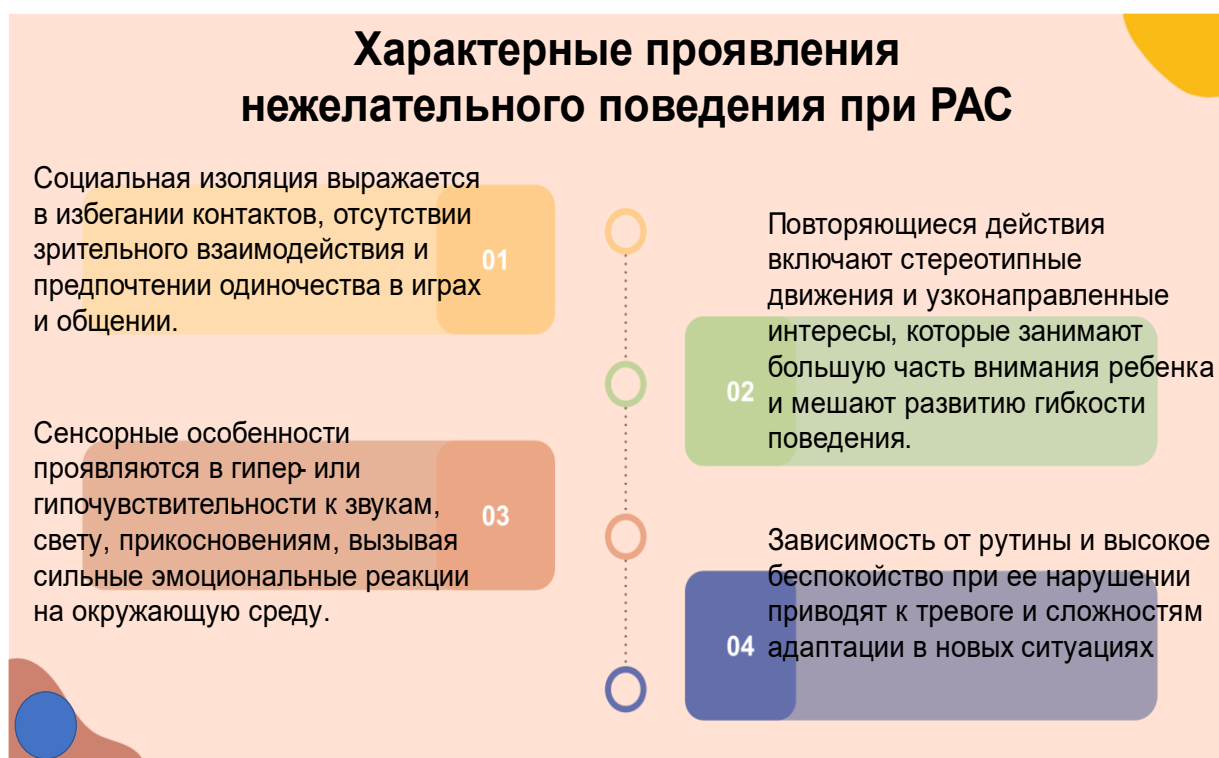 Характерные проявления
нежелательного поведения при РАС
Социальная изоляция выражается
в избегании контактов, отсутствии
зрительного взаимодействия и
предпочтении одиночества в играх
и общении.
01
Повторяющиеся действия
включают стереотипные
движения и узконаправленные
интересы, которые занимают
большую часть внимания ребенка
и мешают развитию гибкости
поведения.
02
Сенсорные особенности
проявляются в гипер- или
гипочувствительности к звукам,
свету, прикосновениям, вызывая
сильные эмоциональные реакции
на окружающую среду.
03
Зависимость от рутины и высокое
беспокойство при ее нарушении
приводят к тревоге и сложностям
адаптации в новых ситуациях
04